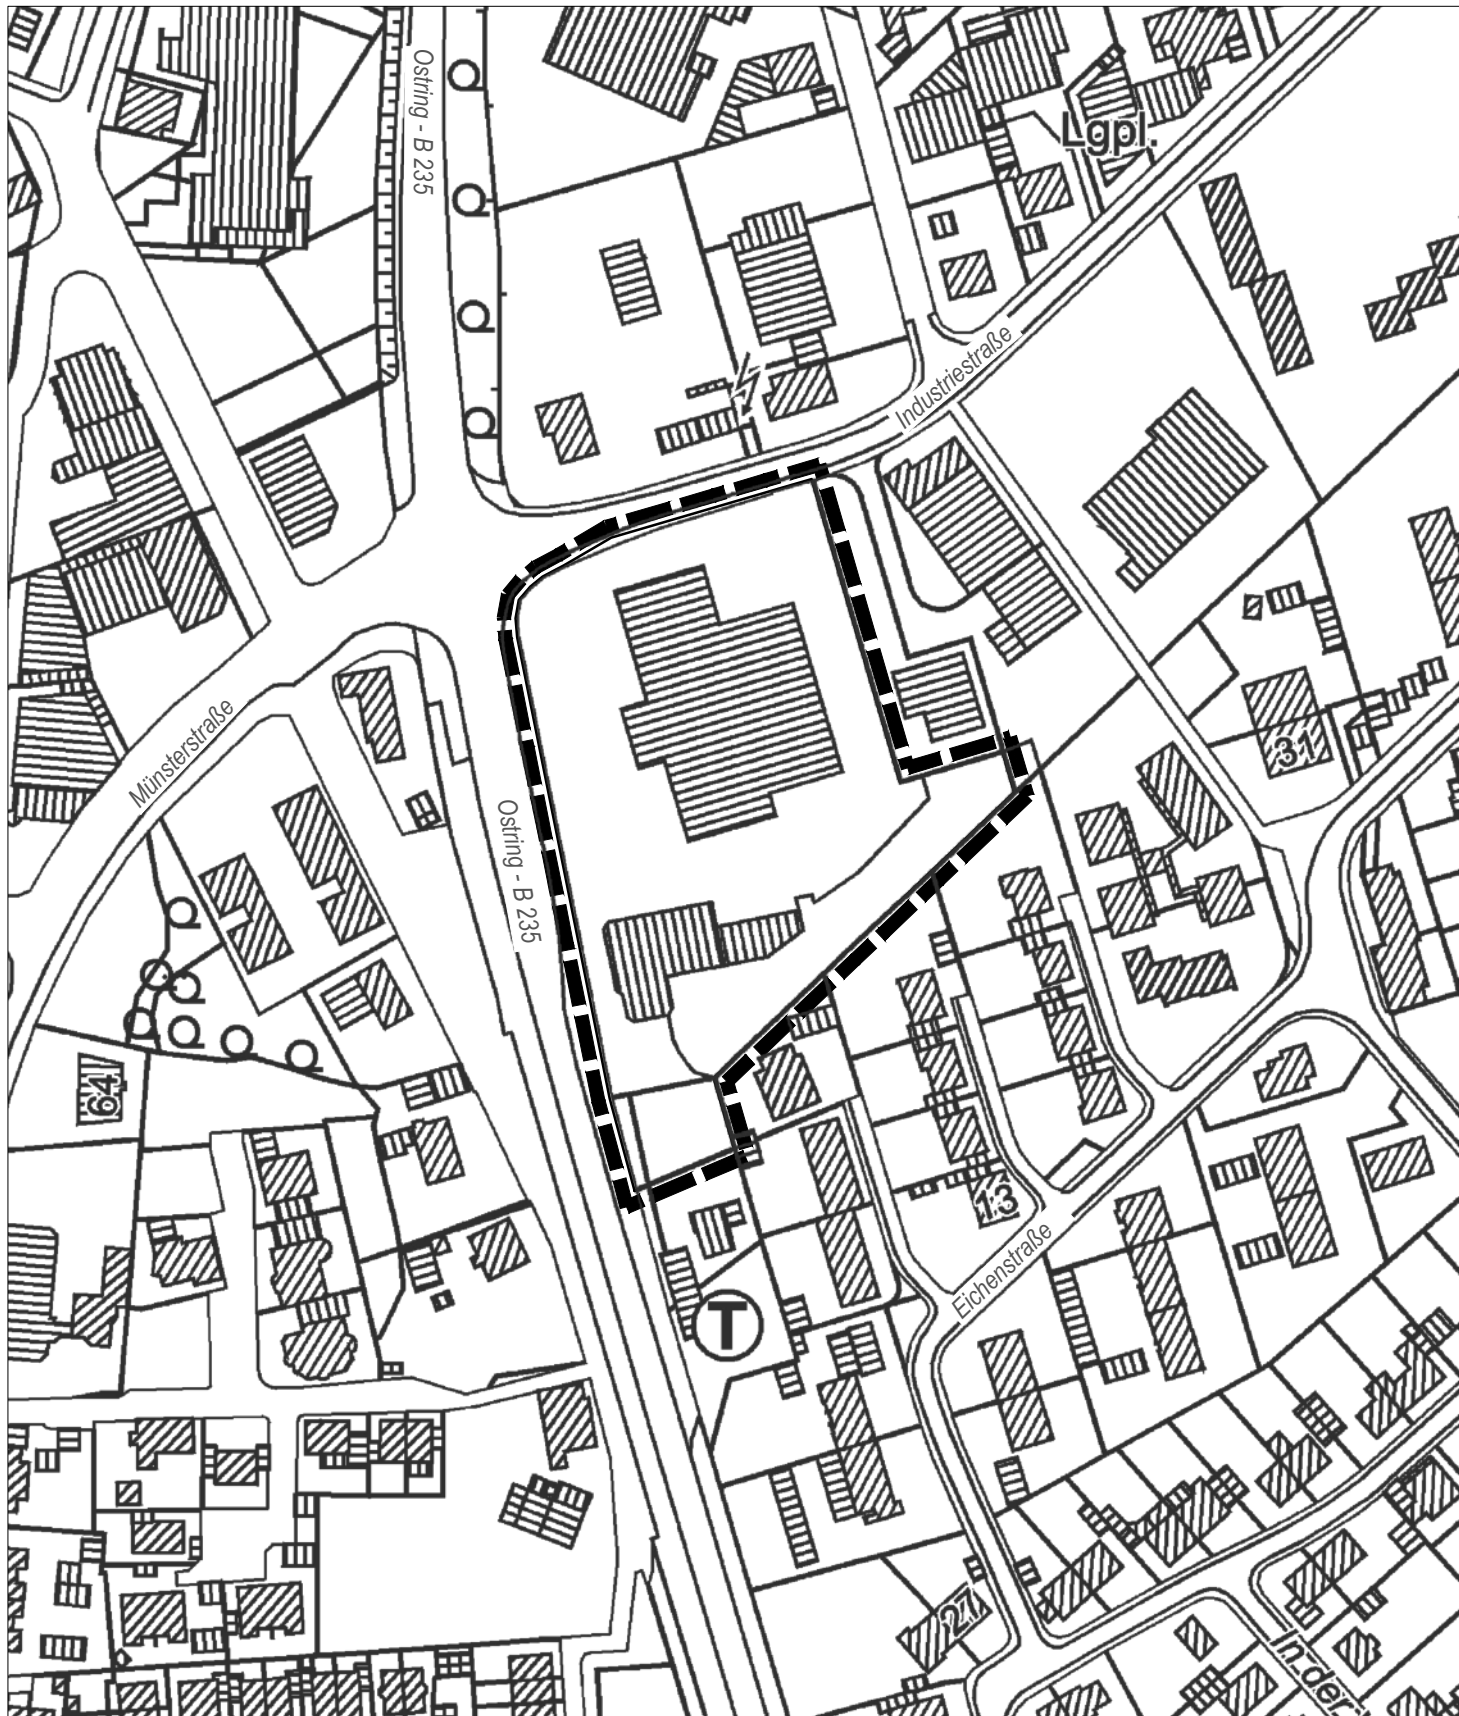 Ostring - B 235
Lgpl.
Industriestraße
Münsterstraße
31
Ostring - B 235
64
13
Eichenstraße
T
27
In der